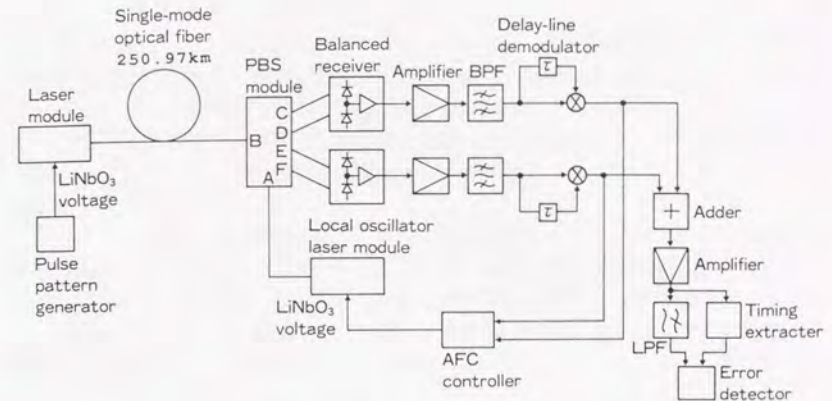 Single-mode
optical fiber
250.97km
Laser
module
LiNbO₃
voltage
Pulse
pattern
generator
PBS
module
B
C
D
E
F
A
Balanced
receiver
Amplifier
BPF
Delay-line
demodulator
τ
τ
Local oscillator
laser module
LiNbO₃
voltage
AFC
controller
+
Adder
Amplifier
LPF
Timing
extracter
Error
detector